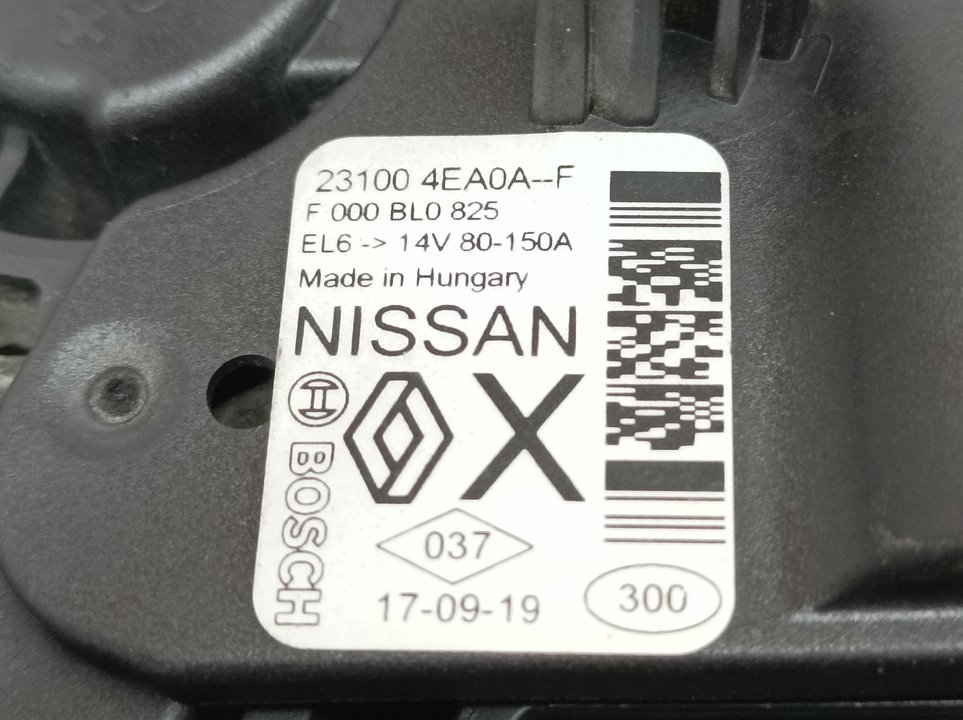 23100 4EA0A--F
F 000 BL0 825
EL6 -> 14V 80-150A
Made in Hungary
NISSAN
X
BOSCH
037
17-09-19
300